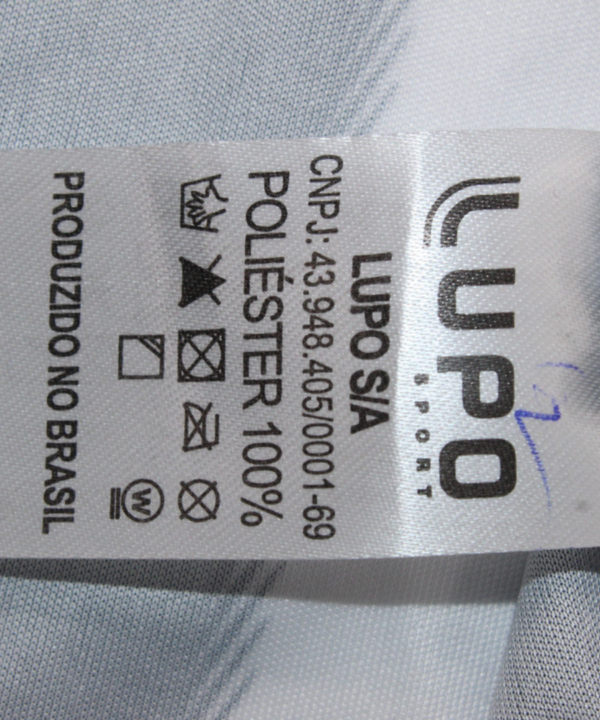 LUPO
SPORT
LUPO S/A
CNPJ: 43.948.405/0001-69
POLIÉSTER 100%
W
PRODUZIDO NO BRASIL